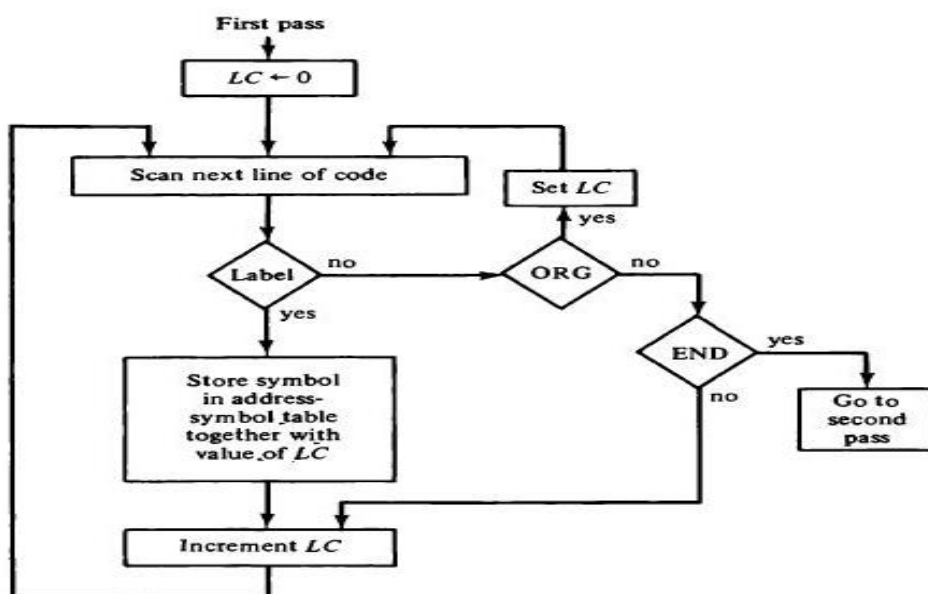 First pass
LC ← 0
Scan next line of code
Set LC
yes
Label
no
ORG
no
yes
END
yes
no
Store symbol
in address-
symbol table
together with
value of LC
Go to
second
pass
Increment LC